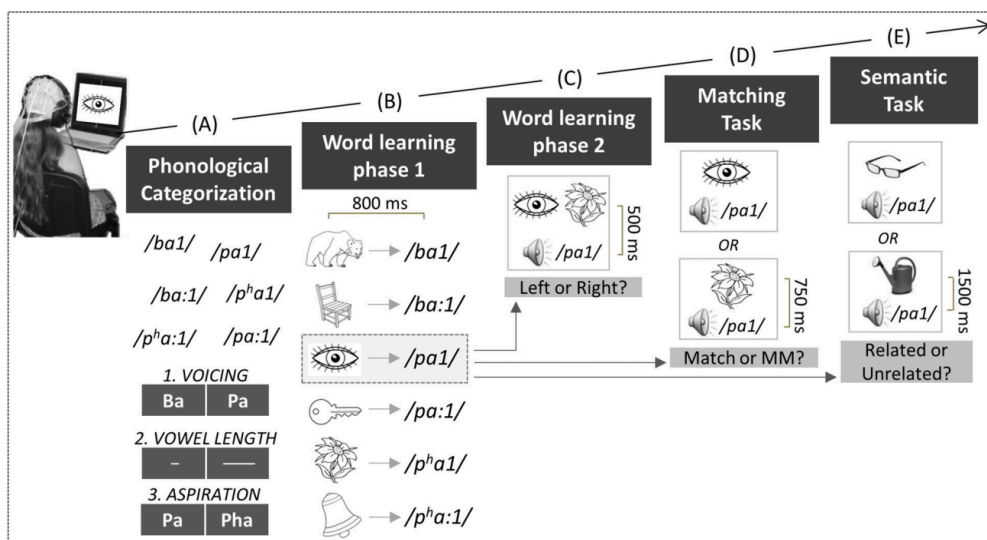 (A)
Phonological
Categorization
/ba1/
/pa1/
/ba:1/
/pʰa1/
/pʰa:1/
/pa:1/
1. VOICING
Ba Pa
2. VOWEL LENGTH
– —
3. ASPIRATION
Pa Pha
(B)
Word learning
phase 1
800 ms
/ba1/
/ba:1/
/pa1/
/pa:1/
/pʰa1/
/pʰa:1/
(C)
Word learning
phase 2
/pa1/
500 ms
Left or Right?
(D)
Matching
Task
/pa1/
OR
/pa1/
750 ms
Match or MM?
(E)
Semantic
Task
/pa1/
OR
/pa1/
1500 ms
Related or
Unrelated?